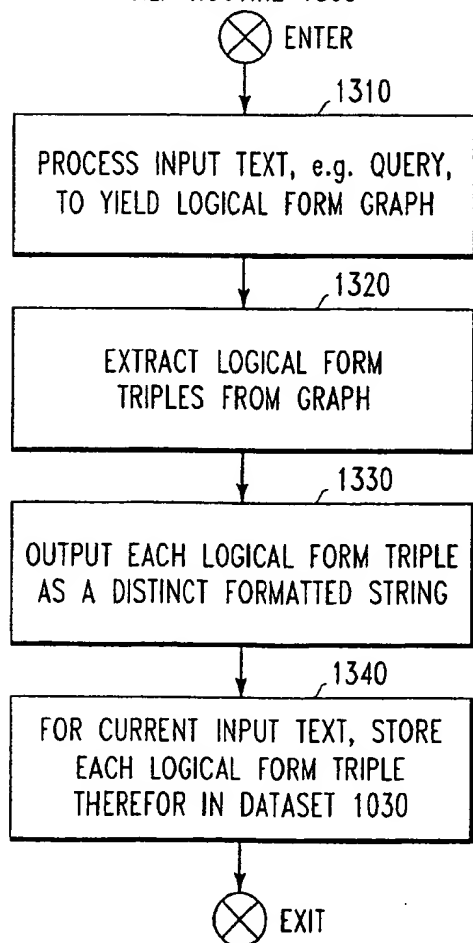 ENTER
1310
PROCESS INPUT TEXT, e.g. QUERY,
TO YIELD LOGICAL FORM GRAPH
1320
EXTRACT LOGICAL FORM
TRIPLES FROM GRAPH
1330
OUTPUT EACH LOGICAL FORM TRIPLE
AS A DISTINCT FORMATTED STRING
1340
FOR CURRENT INPUT TEXT, STORE
EACH LOGICAL FORM TRIPLE
THEREFOR IN DATASET 1030
EXIT